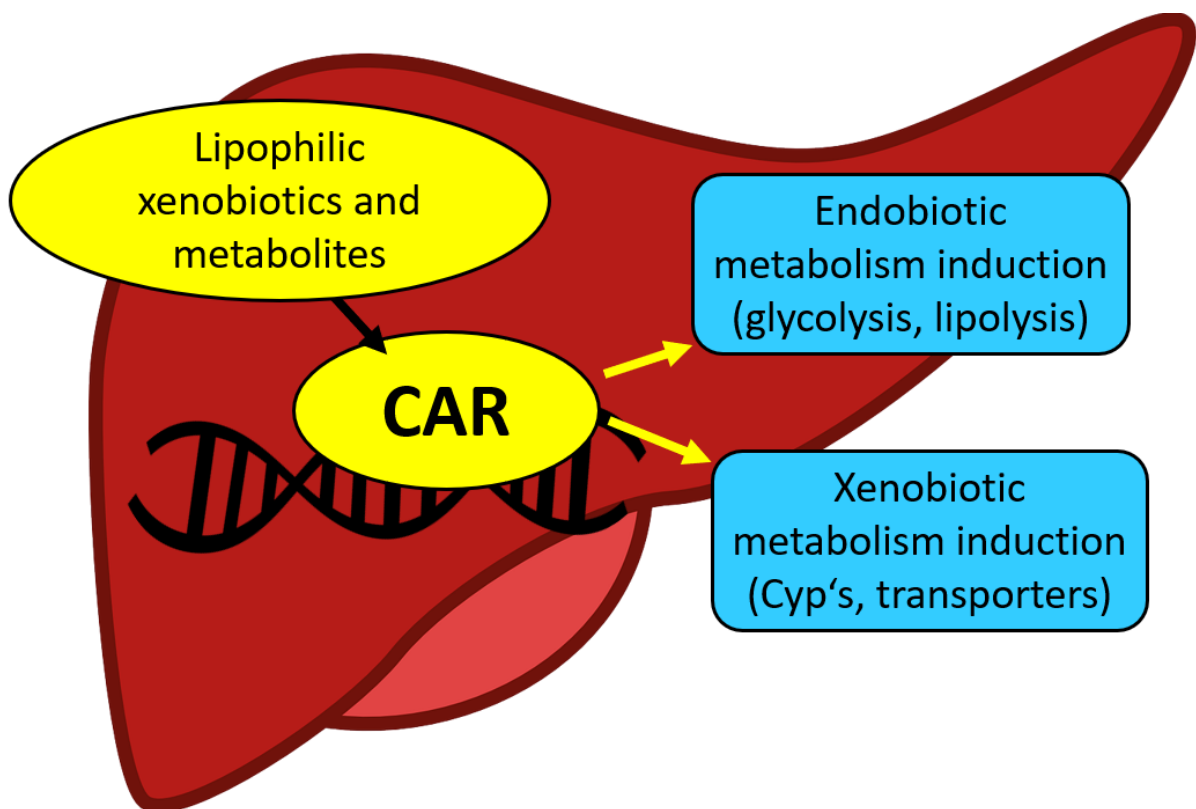 Lipophilic
xenobiotics and
metabolites
CAR
Endobiotic
metabolism induction
(glycolysis, lipolysis)
Xenobiotic
metabolism induction
(Cyp‘s, transporters)